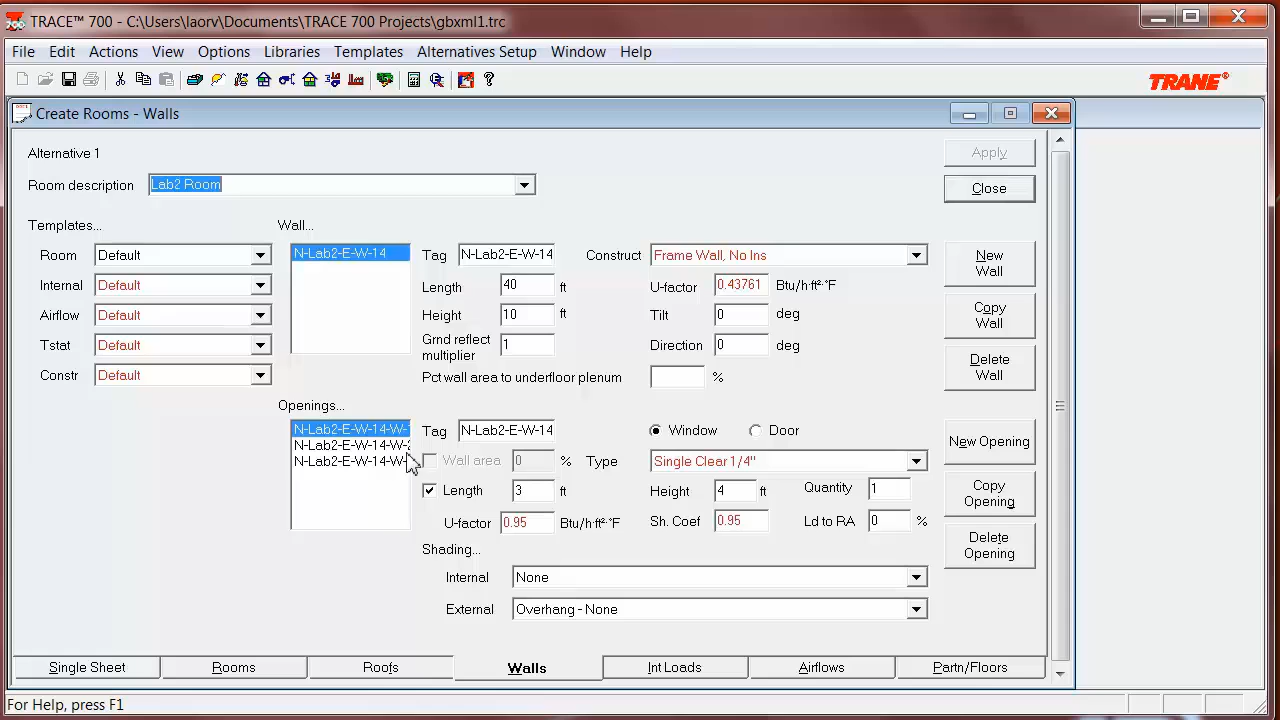 TRACE™ 700 - C:\Users\laorv\Documents\TRACE 700 Projects\gbxml1.trc
File Edit Actions View Options Libraries Templates Alternatives Setup Window Help
TRANE®
Create Rooms - Walls
Alternative 1
Apply
Room description Lab2 Room
Close
Templates...
Wall...
Room Default
N-Lab2-E-W-14
Tag N-Lab2-E-W-14
Construct Frame Wall, No Ins
New Wall
Internal Default
Length 40 ft
U-factor 0.43761 Btu/h·ft²·°F
Airflow Default
Height 10 ft
Tilt 0 deg
Copy Wall
Tstat Default
Grnd reflect multiplier 1
Direction 0 deg
Delete Wall
Constr Default
Pct wall area to underfloor plenum %
Openings...
N-Lab2-E-W-14-W-
N-Lab2-E-W-14-W-2
N-Lab2-E-W-14-W-
Tag N-Lab2-E-W-14
Window Door
New Opening
Wall area 0 %
Type Single Clear 1/4"
Length 3 ft
Height 4 ft
Quantity 1
Copy Opening
U-factor 0.95 Btu/h·ft²·°F
Sh. Coef 0.95
Ld to RA 0 %
Delete Opening
Shading...
Internal None
External Overhang - None
Single Sheet Rooms Roofs Walls Int Loads Airflows Partn/Floors
For Help, press F1